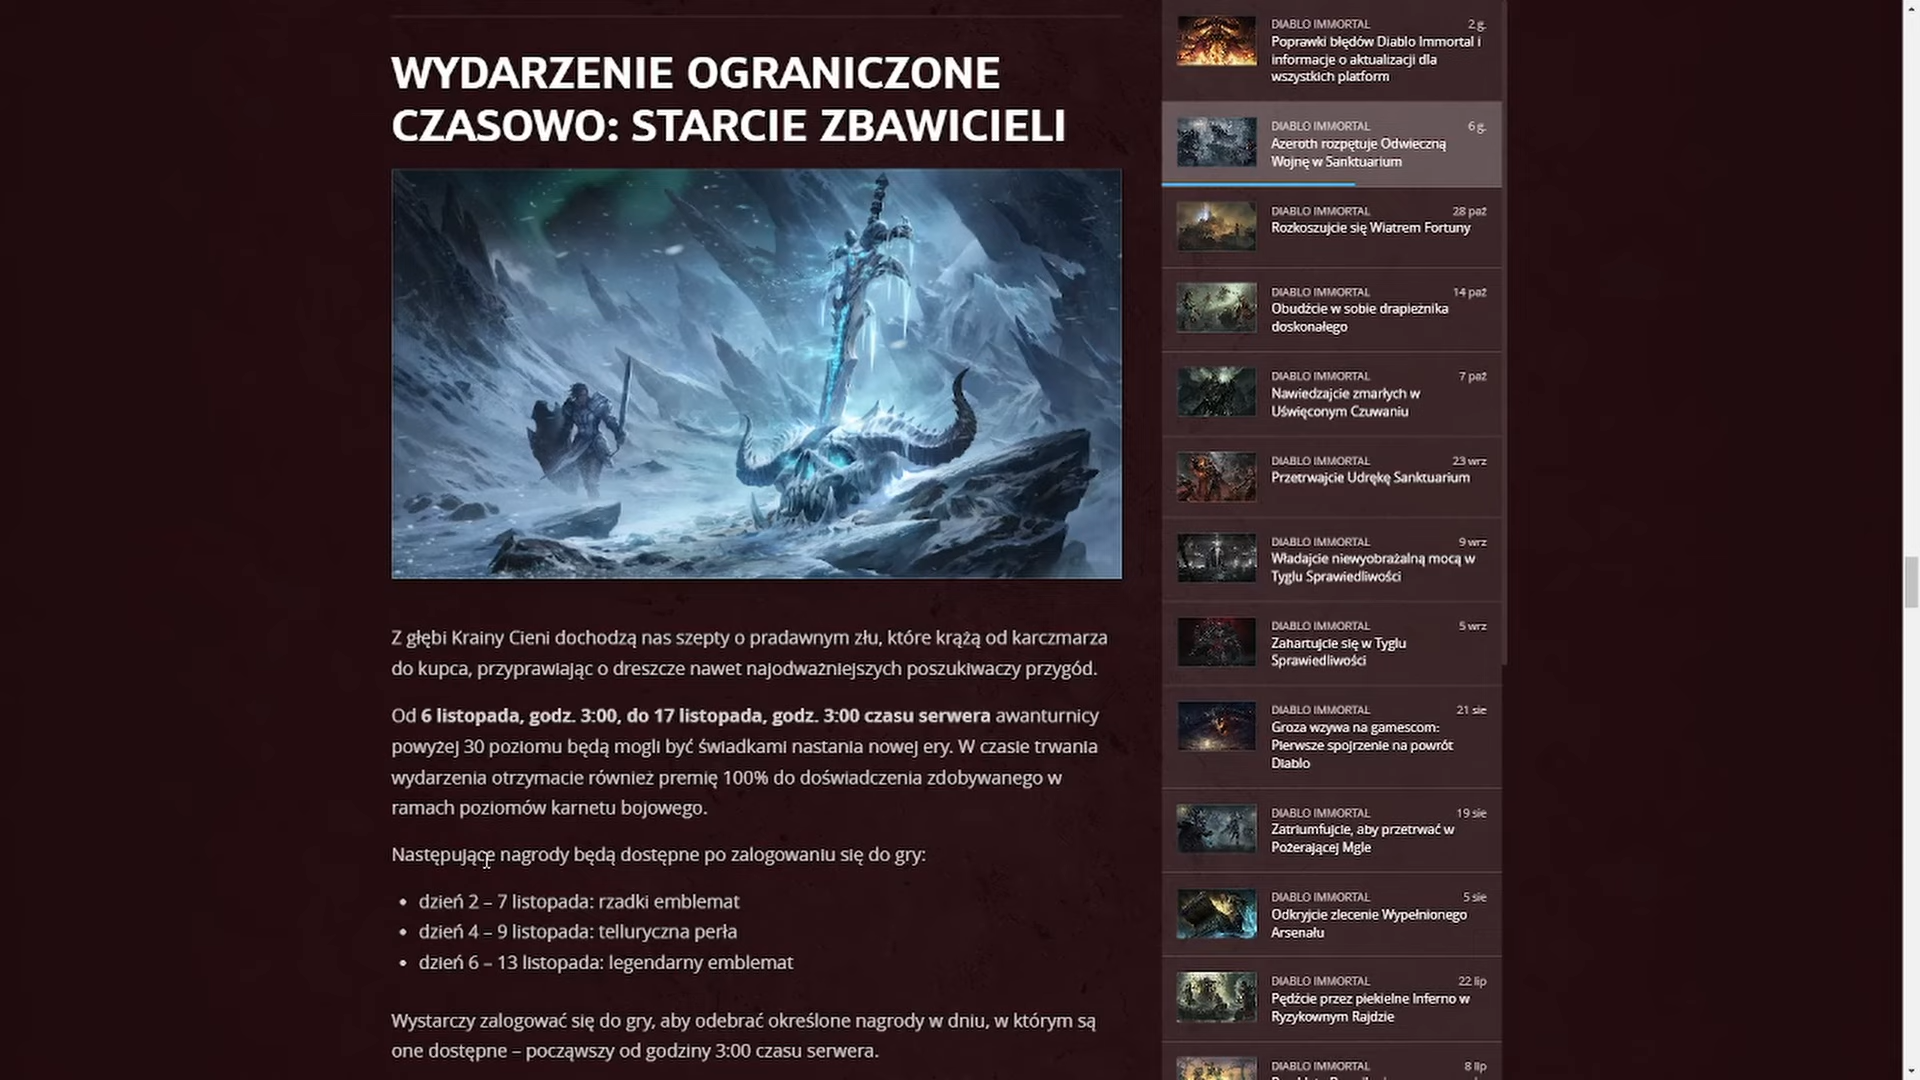 WYDARZENIE OGRANICZONE
CZASOWO: STARCIE ZBAWICIELI
Z głębi Krainy Cieni dochodzą nas szepty o pradawnym złu, które krążą od karczmarza
do kupca, przyprawiając o dreszcze nawet najodważniejszych poszukiwaczy przygód.
Od 6 listopada, godz. 3:00, do 17 listopada, godz. 3:00 czasu serwera awanturnicy
powyżej 30 poziomu będą mogli być świadkami nastania nowej ery. W czasie trwania
wydarzenia otrzymacie również premię 100% do doświadczenia zdobywanego w
ramach poziomów karnetu bojowego.
Następujące nagrody będą dostępne po zalogowaniu się do gry:
• dzień 2 – 7 listopada: rzadki emblemat
• dzień 4 – 9 listopada: telluryczna perła
• dzień 6 – 13 listopada: legendarny emblemat
Wystarczy zalogować się do gry, aby odebrać określone nagrody w dniu, w którym są
one dostępne – począwszy od godziny 3:00 czasu serwera.
DIABLO IMMORTAL 2 g.
Poprawki błędów Diablo Immortal i
informacje o aktualizacji dla
wszystkich platform
DIABLO IMMORTAL 6 g.
Azeroth rozpętuje Odwieczną
Wojnę w Sanktuarium
DIABLO IMMORTAL 28 paź
Rozkoszujcie się Wiatrem Fortuny
DIABLO IMMORTAL 14 paź
Obudźcie w sobie drapieżnika
doskonałego
DIABLO IMMORTAL 7 paź
Nawiedzajcie zmarłych w
Uświęconym Czuwaniu
DIABLO IMMORTAL 23 wrz
Przetrwajcie Udrękę Sanktuarium
DIABLO IMMORTAL 9 wrz
Władajcie niewyobrażalną mocą w
Tyglu Sprawiedliwości
DIABLO IMMORTAL 5 wrz
Zahartujcie się w Tyglu
Sprawiedliwości
DIABLO IMMORTAL 21 sie
Groza wzywa na gamescom:
Pierwsze spojrzenie na powrót
Diablo
DIABLO IMMORTAL 19 sie
Zatriumfujcie, aby przetrwać w
Pożerającej Mgle
DIABLO IMMORTAL 5 sie
Odkryjcie zlecenie Wypełnionego
Arsenału
DIABLO IMMORTAL 22 lip
Pędźcie przez piekielne Inferno w
Ryzykownym Rajdzie
DIABLO IMMORTAL 8 lip